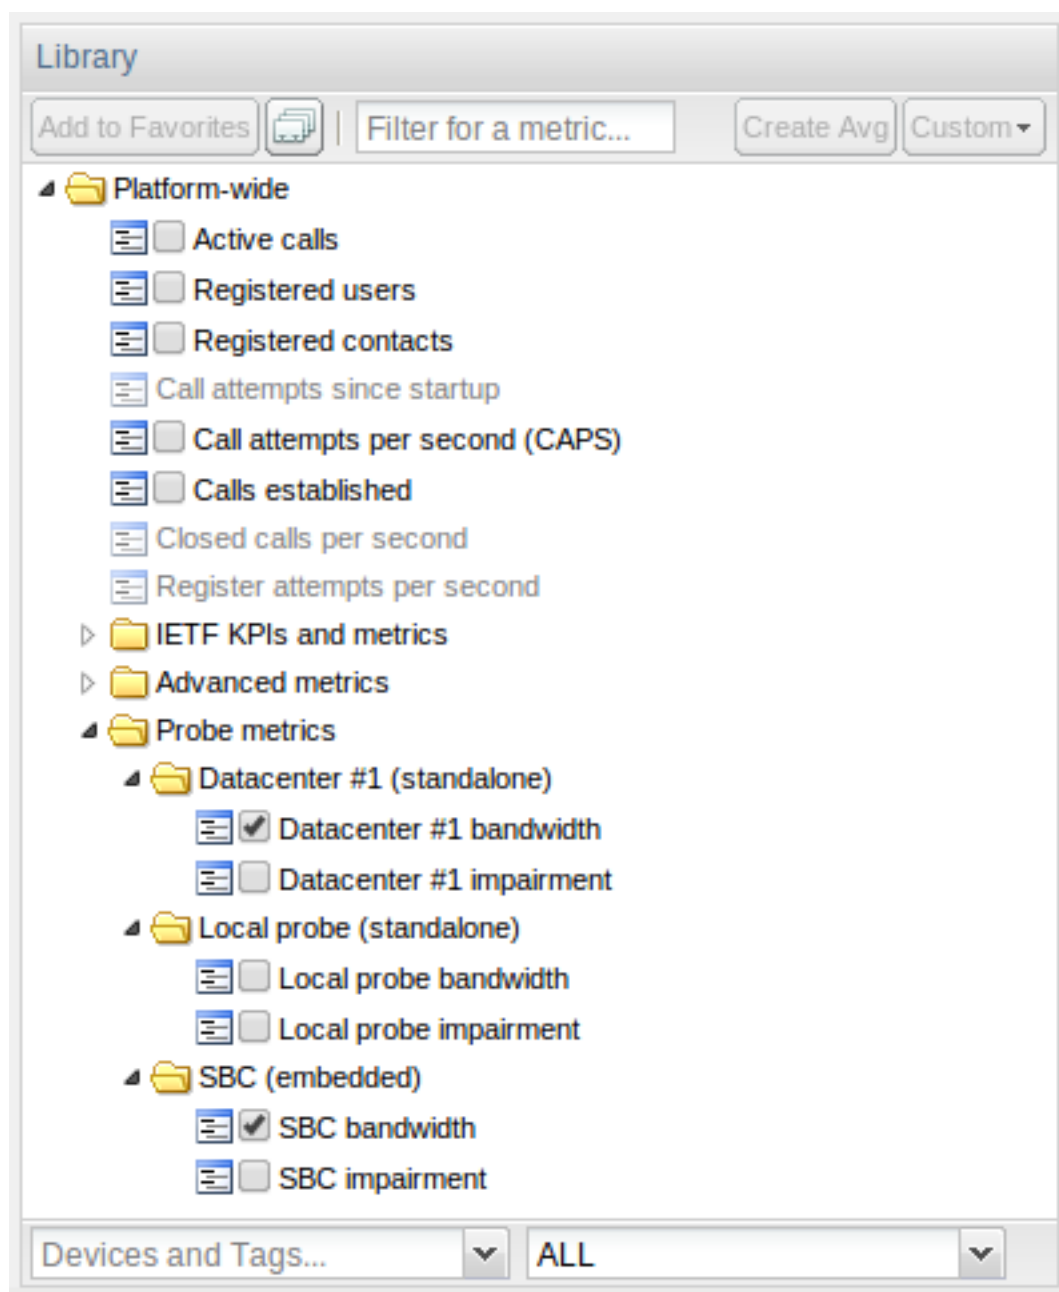 Library
Add to Favorites Filter for a metric... Create Avg Custom
Platform-wide
Active calls
Registered users
Registered contacts
Call attempts since startup
Call attempts per second (CAPS)
Calls established
Closed calls per second
Register attempts per second
IETF KPIs and metrics
Advanced metrics
Probe metrics
Datacenter #1 (standalone)
Datacenter #1 bandwidth
Datacenter #1 impairment
Local probe (standalone)
Local probe bandwidth
Local probe impairment
SBC (embedded)
SBC bandwidth
SBC impairment
Devices and Tags... ALL